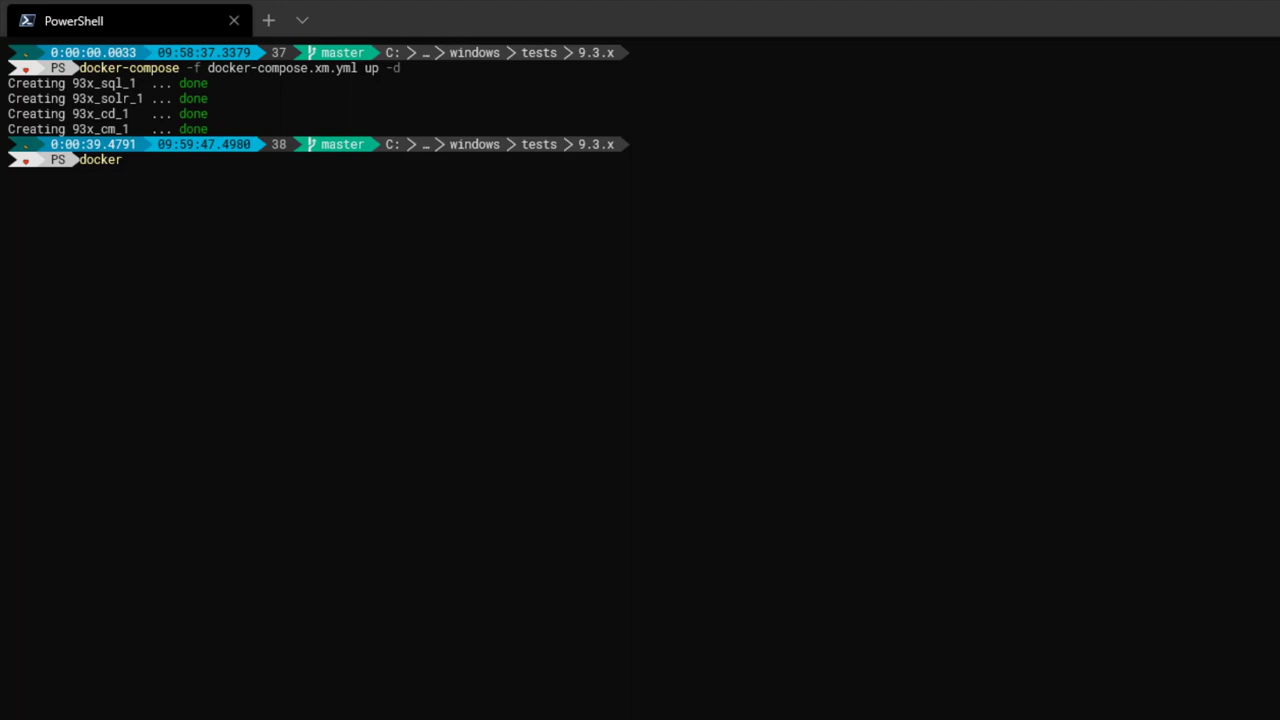 PowerShell
0:00:00.0033 09:58:37.3379 37 master C: … windows tests 9.3.x
PS docker-compose -f docker-compose.xm.yml up -d
Creating 93x_sql_1 ... done
Creating 93x_solr_1 ... done
Creating 93x_cd_1 ... done
Creating 93x_cm_1 ... done
0:00:39.4791 09:59:47.4980 38 master C: … windows tests 9.3.x
PS docker